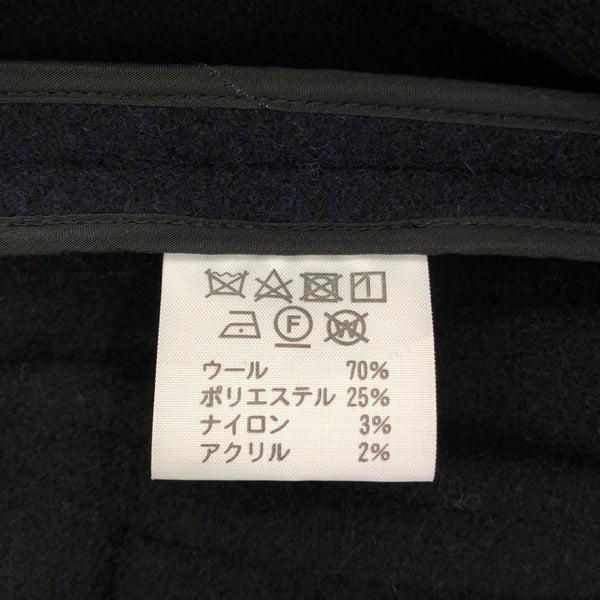 F W
ウール 70%
ポリエステル 25%
ナイロン 3%
アクリル 2%